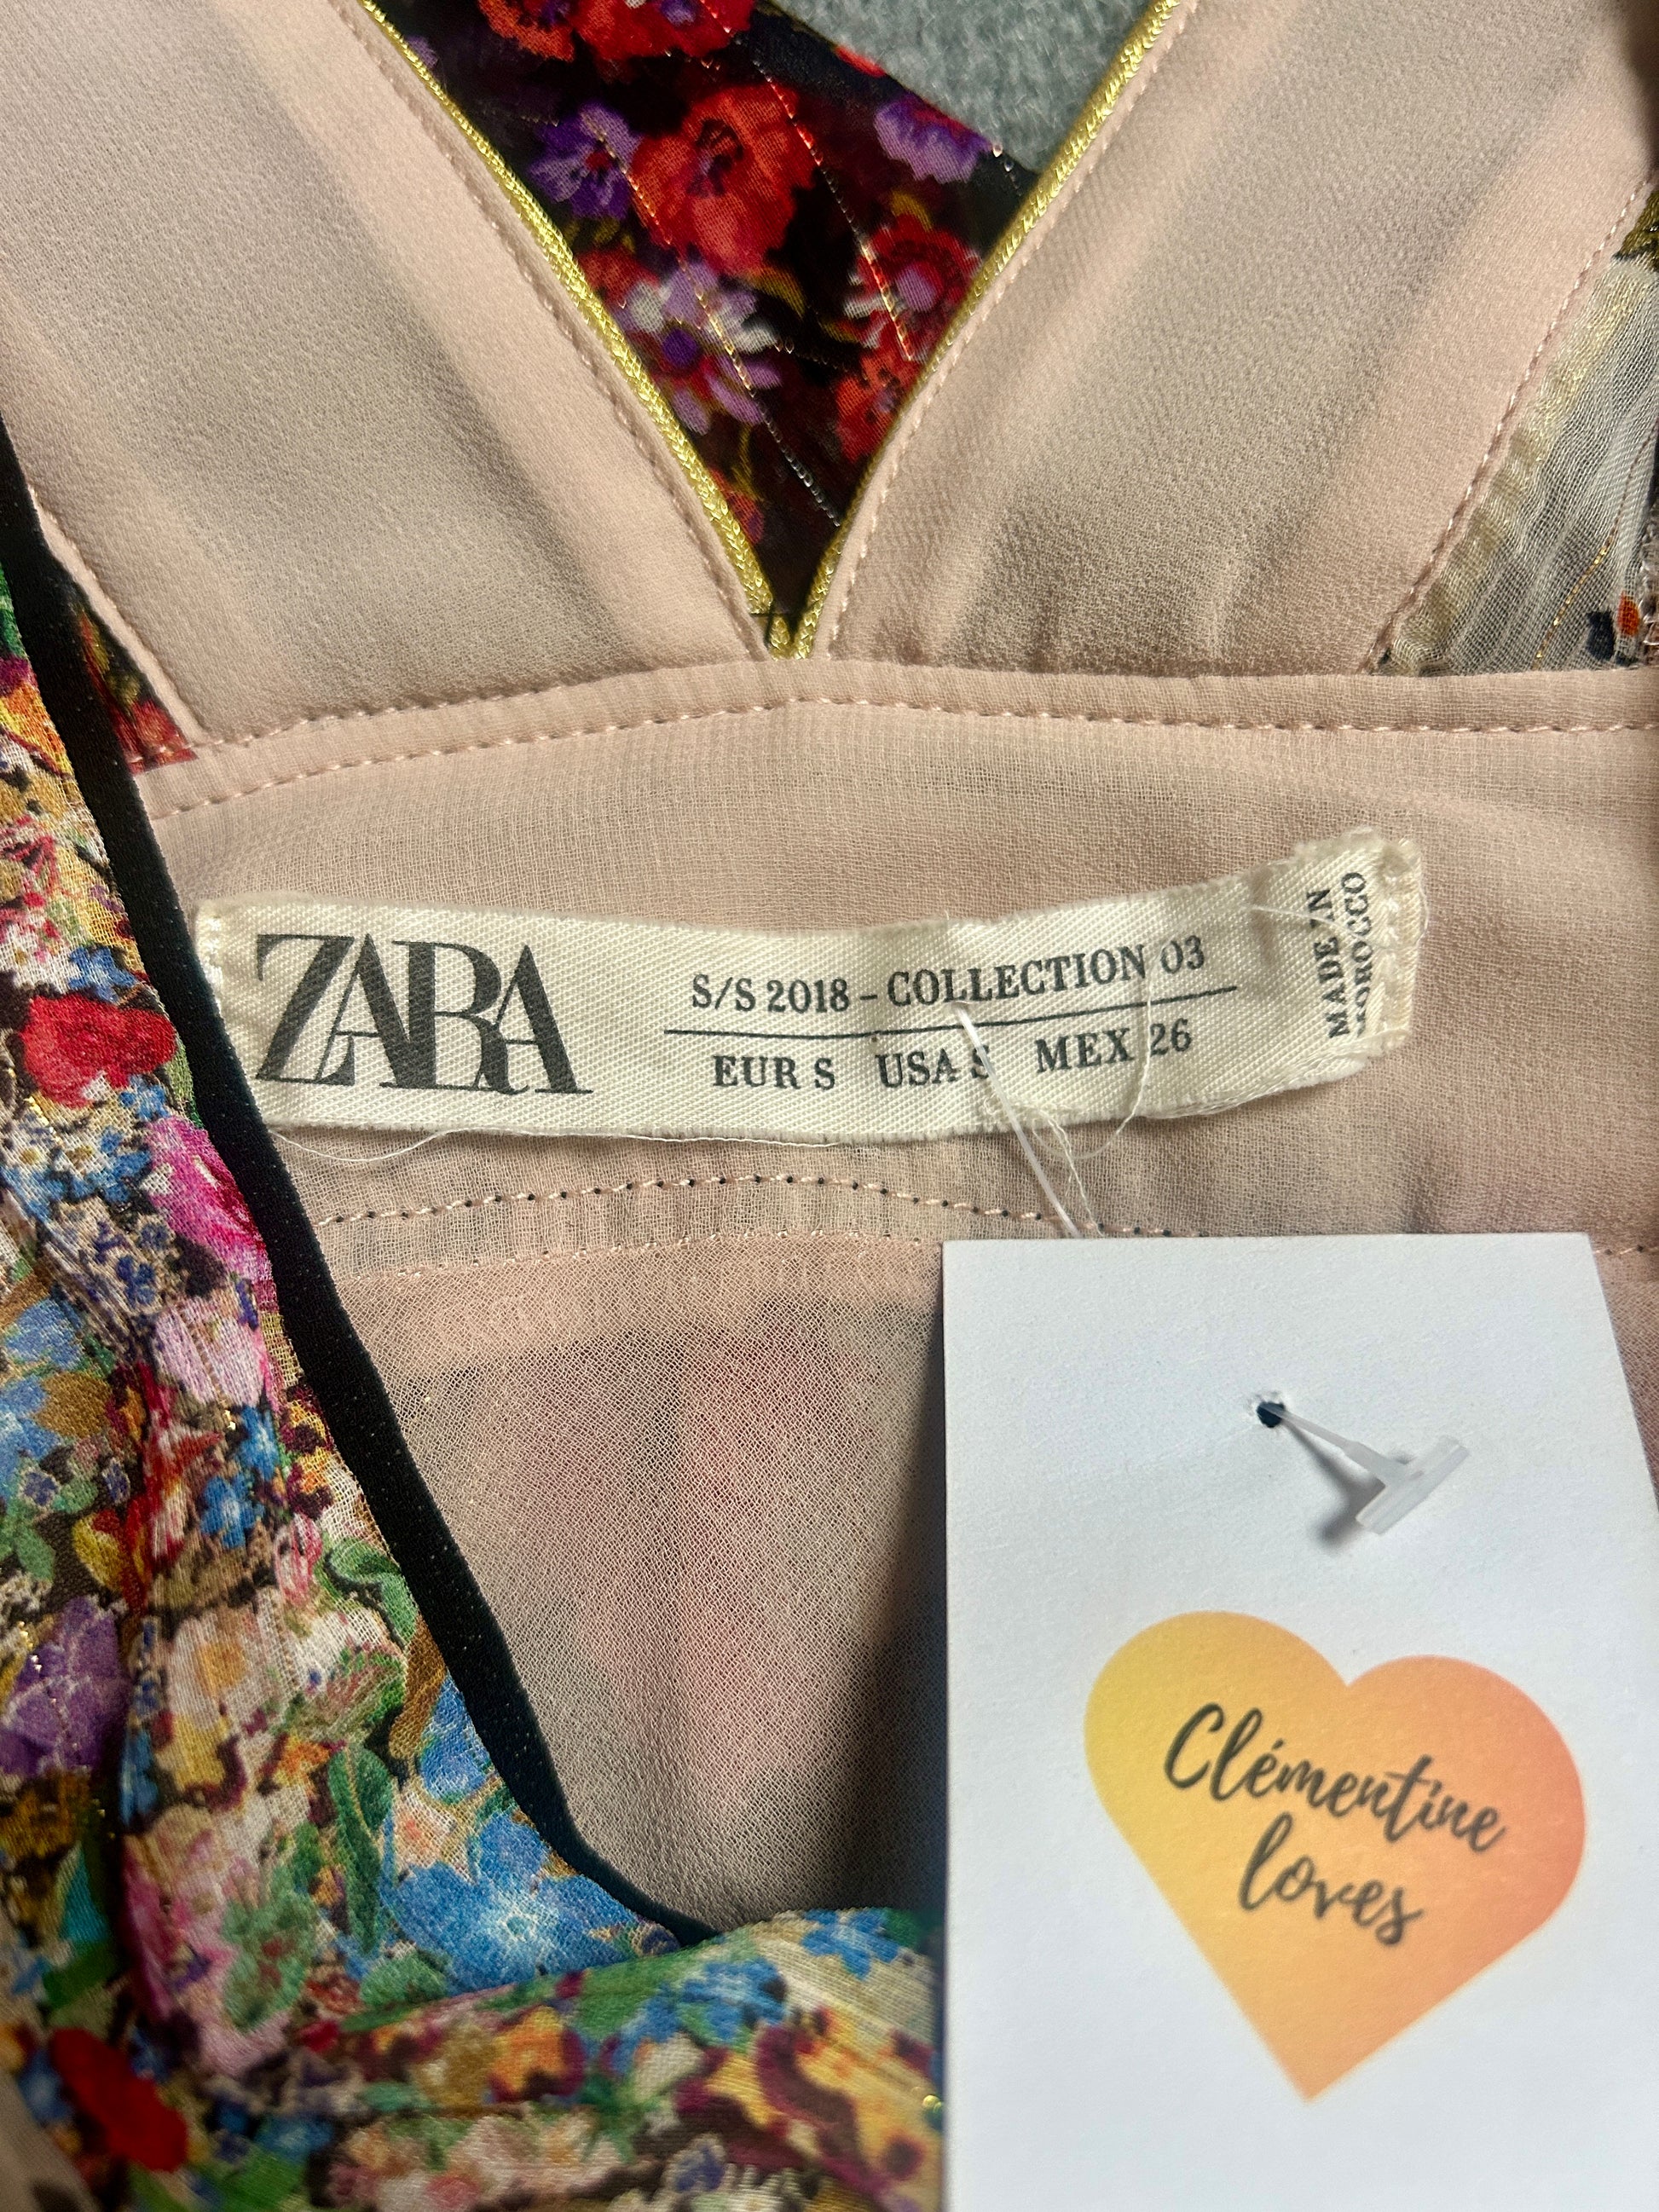 ZARA
S/S 2018 – COLLECTION 03
EUR S USA S MEX 26
MADE IN
MOROCCO
Clémentine
loves